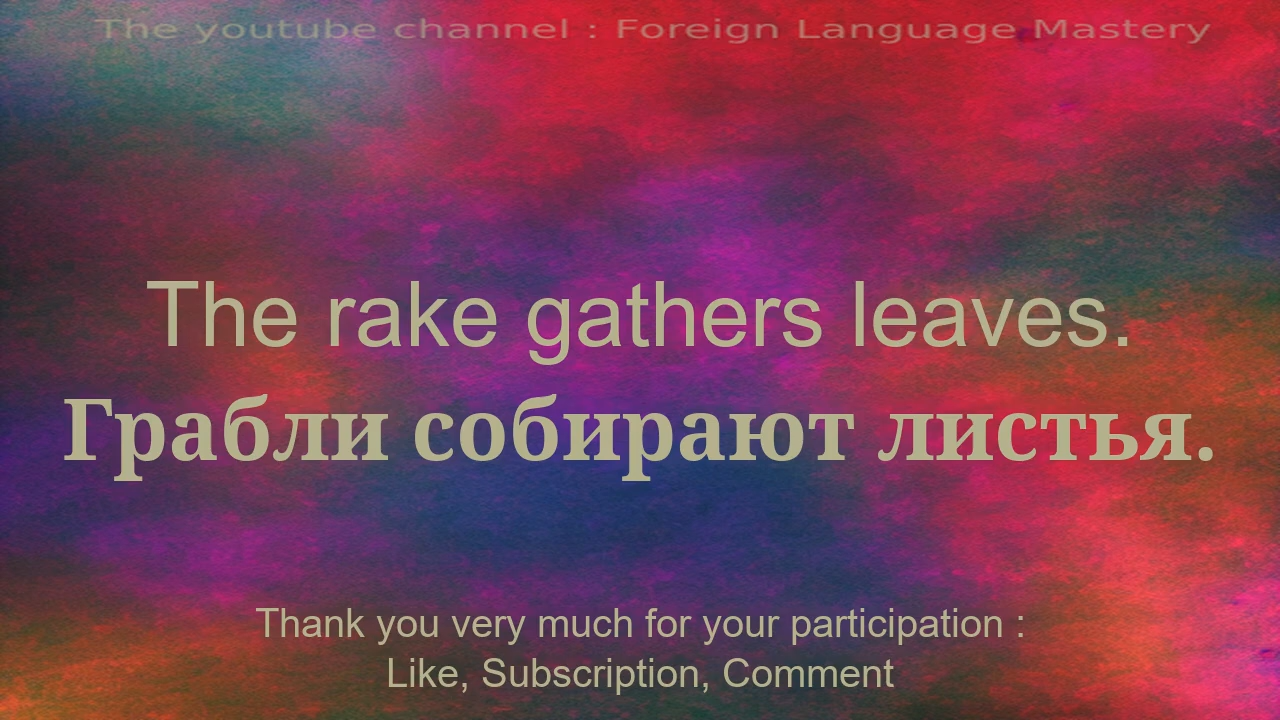 The youtube channel : Foreign Language Mastery
The rake gathers leaves.
Грабли собирают листья.
Thank you very much for your participation :
Like, Subscription, Comment